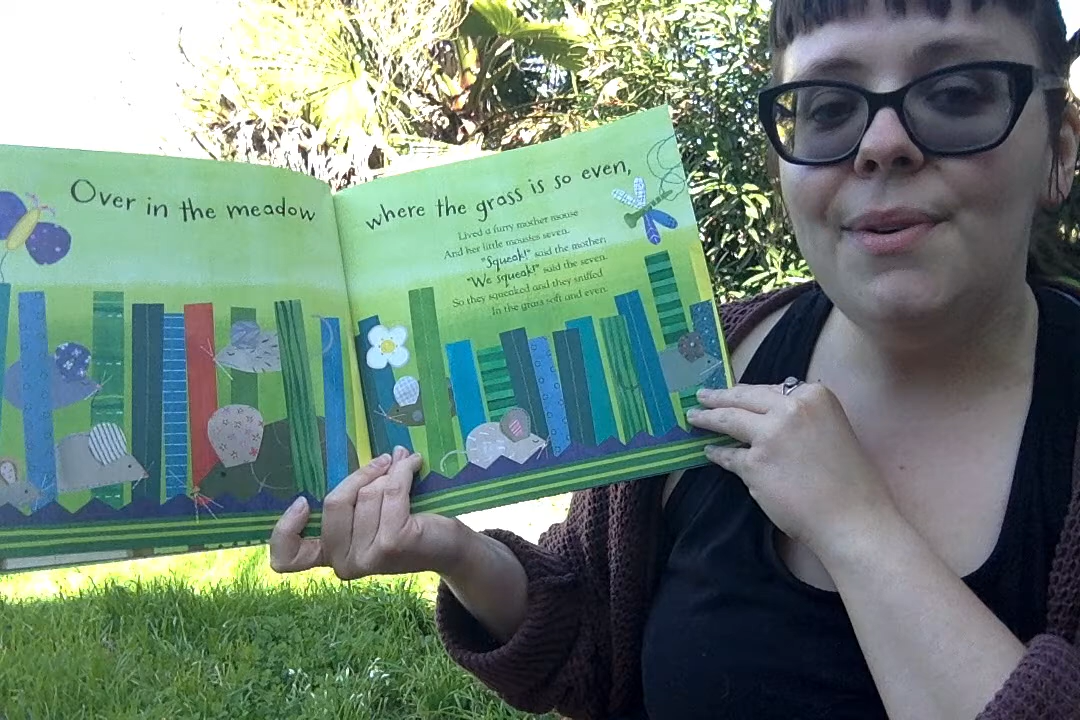 Over in the meadow
where the grass is so even,
Lived a furry mother mouse
And her little mousies seven.
"Squeak!" said the mother;
"We squeak!" said the seven.
So they squeaked and they sniffed
In the grass soft and even.